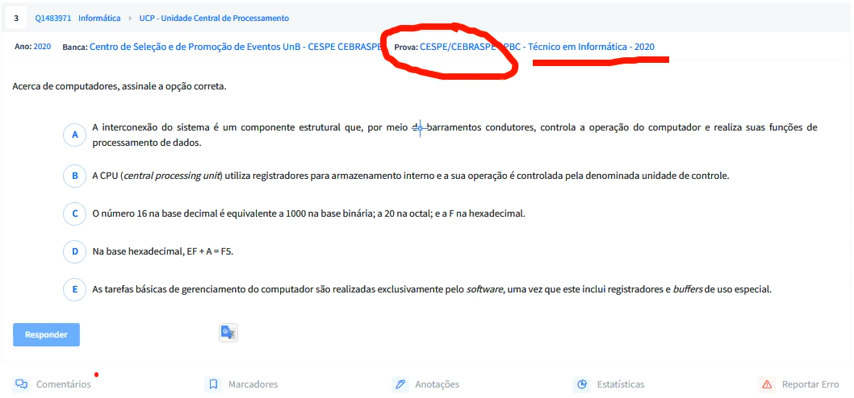 3 Q1483971 Informática > UCP - Unidade Central de Processamento
Ano: 2020 Banca: Centro de Seleção e de Promoção de Eventos UnB - CESPE CEBRASPE Prova: CESPE/CEBRASPE PBC - Técnico em Informática - 2020
Acerca de computadores, assinale a opção correta.
A A interconexão do sistema é um componente estrutural que, por meio de barramentos condutores, controla a operação do computador e realiza suas funções de
processamento de dados.
B A CPU (central processing unit) utiliza registradores para armazenamento interno e a sua operação é controlada pela denominada unidade de controle.
C O número 16 na base decimal é equivalente a 1000 na base binária; a 20 na octal; e a F na hexadecimal.
D Na base hexadecimal, EF + A = F5.
E As tarefas básicas de gerenciamento do computador são realizadas exclusivamente pelo software, uma vez que este inclui registradores e buffers de uso especial.
Responder
G
Comentários Marcadores Anotações Estatísticas Reportar Erro